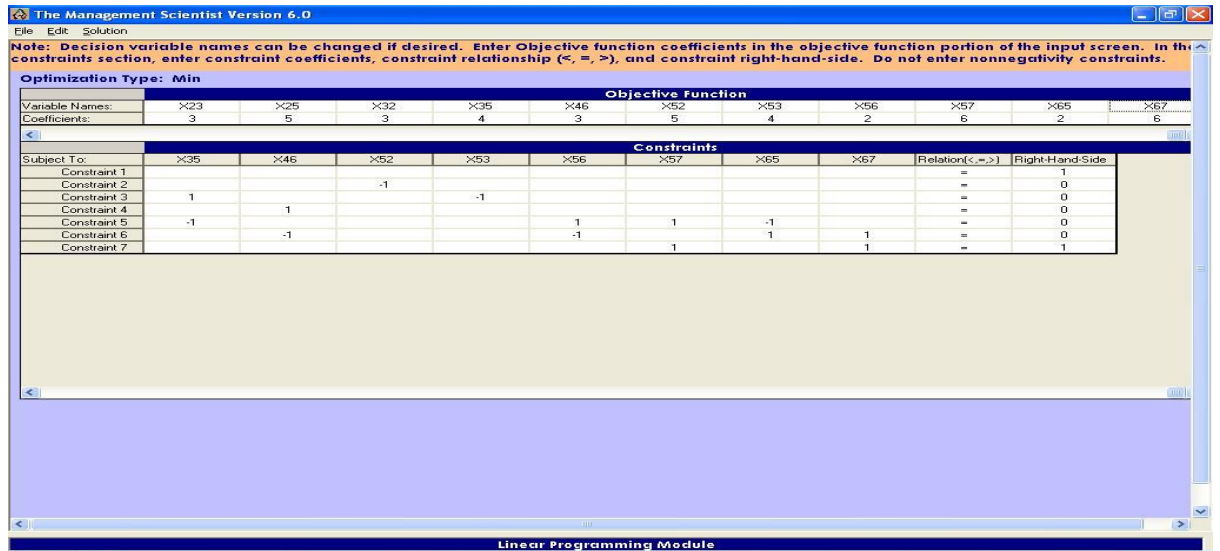 The Management Scientist Version 6.0
File Edit Solution
Note: Decision variable names can be changed if desired. Enter Objective function coefficients in the objective function portion of the input screen. In the
constraints section, enter constraint coefficients, constraint relationship (<, =, >), and constraint right-hand-side. Do not enter nonnegativity constraints.
Optimization Type: Min
Objective Function
Variable Names: X23 X25 X32 X35 X46 X52 X53 X56 X57 X65 X67
Coefficients: 3 5 3 4 3 5 4 2 6 2 6
Constraints
Subject To: X35 X46 X52 X53 X56 X57 X65 X67 Relation(<,=,>) Right-Hand-Side
Constraint 1 = 1
Constraint 2 -1 = 0
Constraint 3 1 -1 = 0
Constraint 4 1 = 0
Constraint 5 -1 1 1 -1 = 0
Constraint 6 -1 -1 1 1 = 0
Constraint 7 1 1 = 1
Linear Programming Module